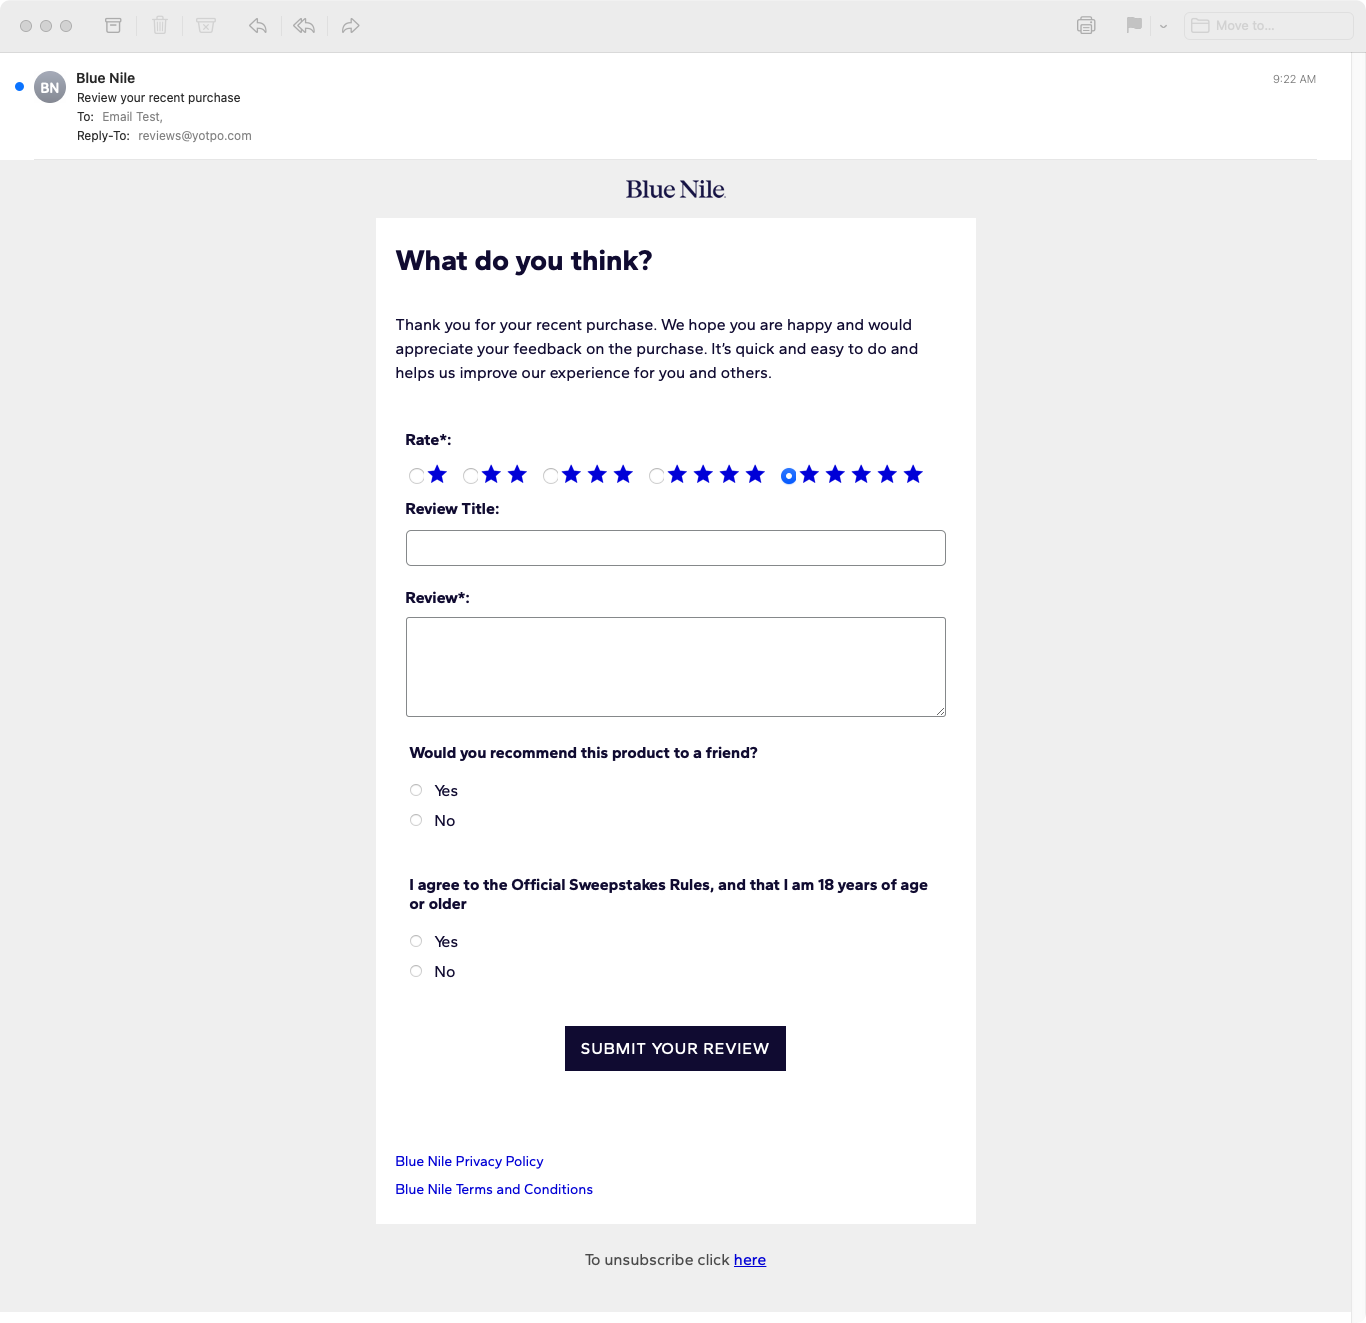 Move to...
BN
Blue Nile
9:22 AM
Review your recent purchase
To: Email Test,
Reply-To: reviews@yotpo.com
Blue Nile
What do you think?
Thank you for your recent purchase. We hope you are happy and would
appreciate your feedback on the purchase. It's quick and easy to do and
helps us improve our experience for you and others.
Rate*:
Review Title:
Review*:
Would you recommend this product to a friend?
Yes
No
I agree to the Official Sweepstakes Rules, and that I am 18 years of age
or older
Yes
No
SUBMIT YOUR REVIEW
Blue Nile Privacy Policy
Blue Nile Terms and Conditions
To unsubscribe click here